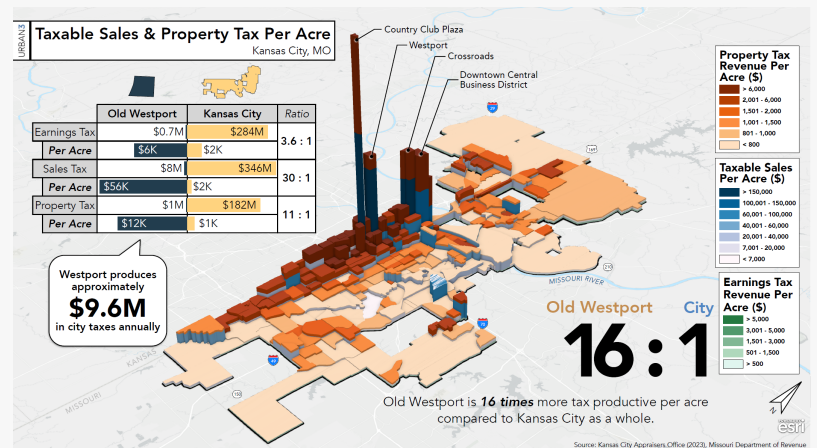 URBAN3
Taxable Sales & Property Tax Per Acre
Kansas City, MO
Country Club Plaza
Westport
Crossroads
Downtown Central
Business District
Old Westport Kansas City Ratio
Earnings Tax $0.7M $284M 3.6 : 1
Per Acre $6K $2K
Sales Tax $8M $346M 30 : 1
Per Acre $56K $2K
Property Tax $1M $182M 11 : 1
Per Acre $12K $1K
Westport produces
approximately
$9.6M
in city taxes annually
Property Tax
Revenue Per
Acre ($)
> 6,000
2,001 - 6,000
1,501 - 2,000
1,001 - 1,500
801 - 1,000
< 800
Taxable Sales
Per Acre ($)
> 150,000
100,001 - 150,000
60,001 - 100,000
40,001 - 60,000
20,001 - 40,000
7,001 - 20,000
< 7,000
Earnings Tax
Revenue Per
Acre ($)
> 5,000
3,001 - 5,000
1,501 - 3,000
501 - 1,500
> 500
169
210
MISSOURI RIVER
KANSAS
MISSOURI
150
Old Westport City
16 : 1
Old Westport is 16 times more tax productive per acre
compared to Kansas City as a whole.
esri
Source: Kansas City Appraisers Office (2023), Missouri Department of Revenue